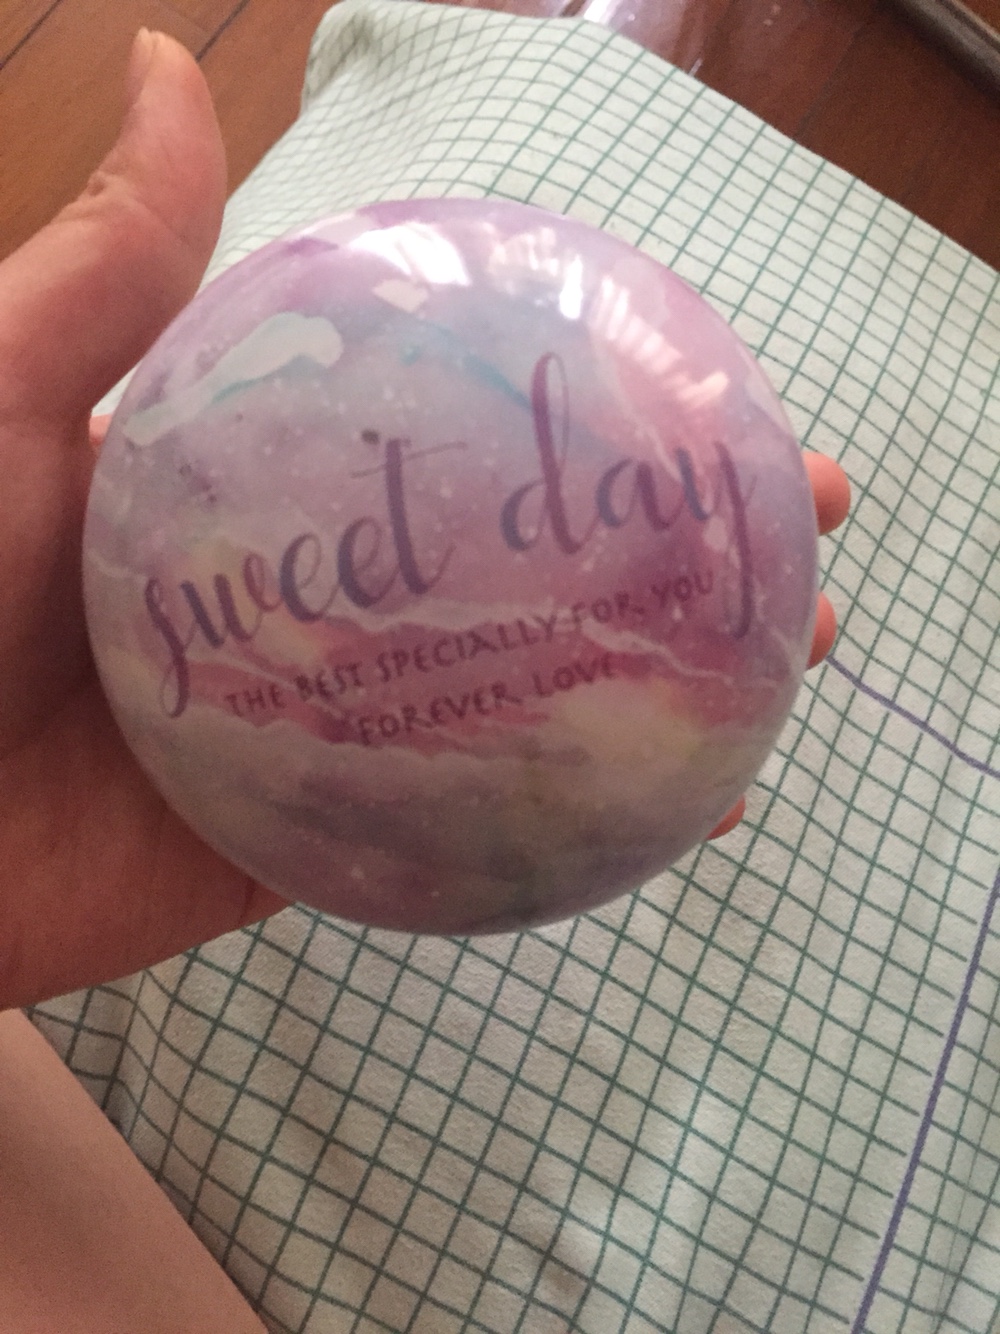 sweet day
THE BEST SPECIALLY FOR YOU
FOREVER LOVE